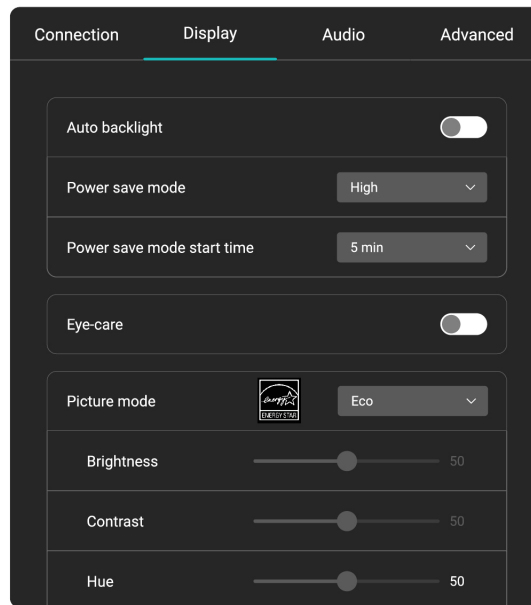 Connection Display Audio Advanced
Auto backlight
Power save mode High
Power save mode start time 5 min
Eye-care
Picture mode energy ENERGY STAR Eco
Brightness 50
Contrast 50
Hue 50